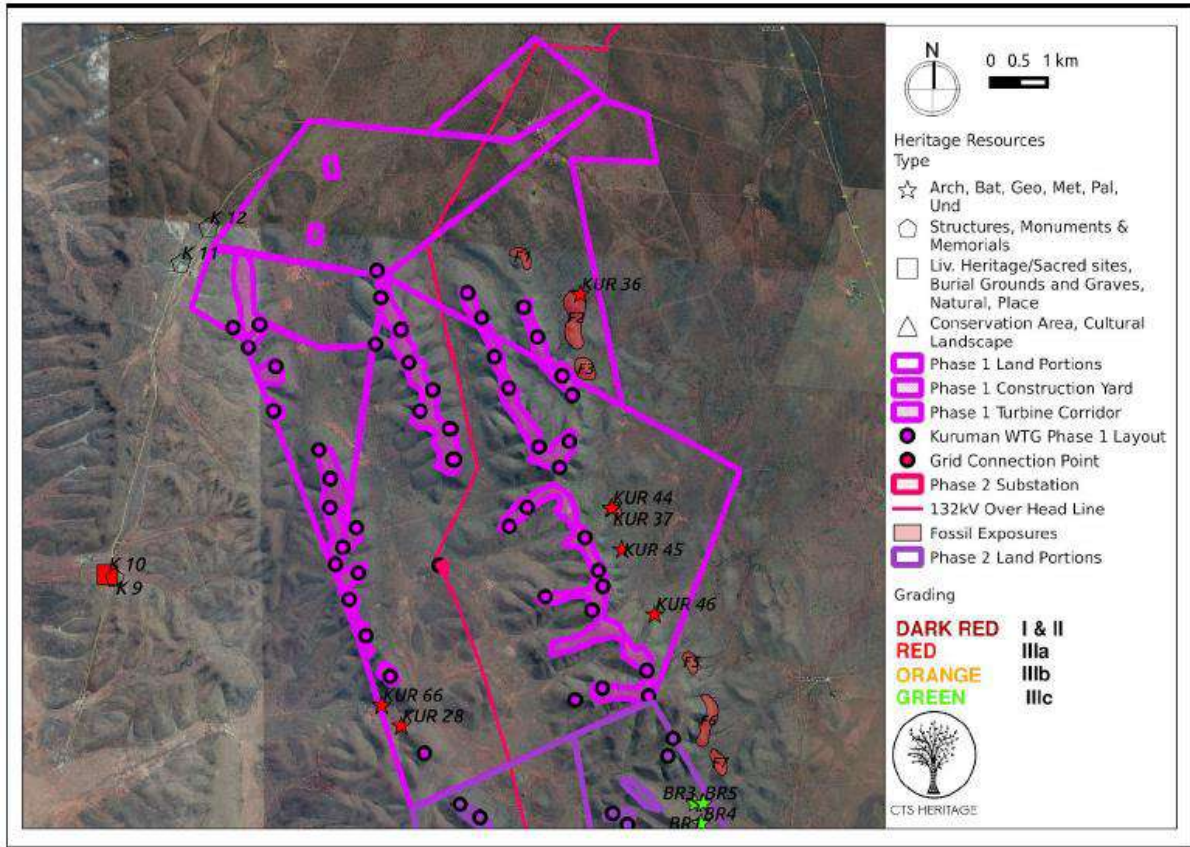 N
0 0.5 1 km
Heritage Resources
Type
Arch, Bat, Geo, Met, Pal,
Und
Structures, Monuments &
Memorials
Liv. Heritage/Sacred sites,
Burial Grounds and Graves,
Natural, Place
Conservation Area, Cultural
Landscape
Phase 1 Land Portions
Phase 1 Construction Yard
Phase 1 Turbine Corridor
Kuruman WTG Phase 1 Layout
Grid Connection Point
Phase 2 Substation
132kV Over Head Line
Fossil Exposures
Phase 2 Land Portions
Grading
DARK RED I & II
RED IIIa
ORANGE IIIb
GREEN IIIc
CTS HERITAGE
K 12
K 11
F1
KUR 36
F2
F3
KUR 44
KUR 37
KUR 45
K 10
K 9
KUR 46
F5
KUR 66
KUR 28
F6
F7
BR3
BR5
BR4
BR1